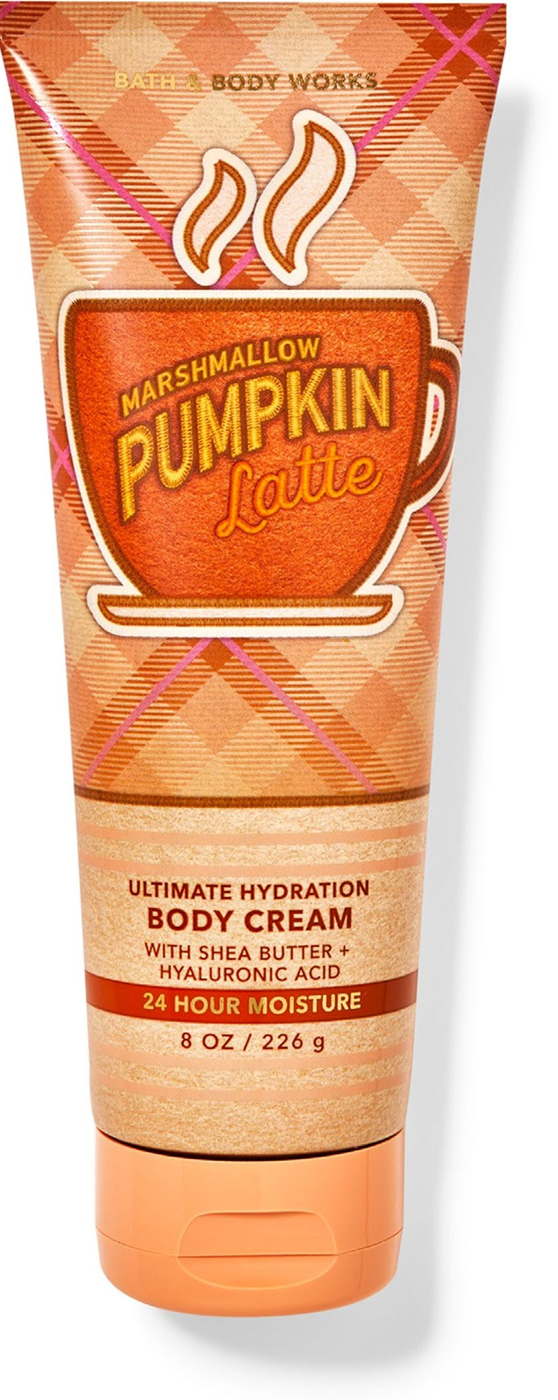 BATH & BODY WORKS
MARSHMALLOW
PUMPKIN
Latte
ULTIMATE HYDRATION
BODY CREAM
WITH SHEA BUTTER +
HYALURONIC ACID
24 HOUR MOISTURE
8 OZ / 226 g